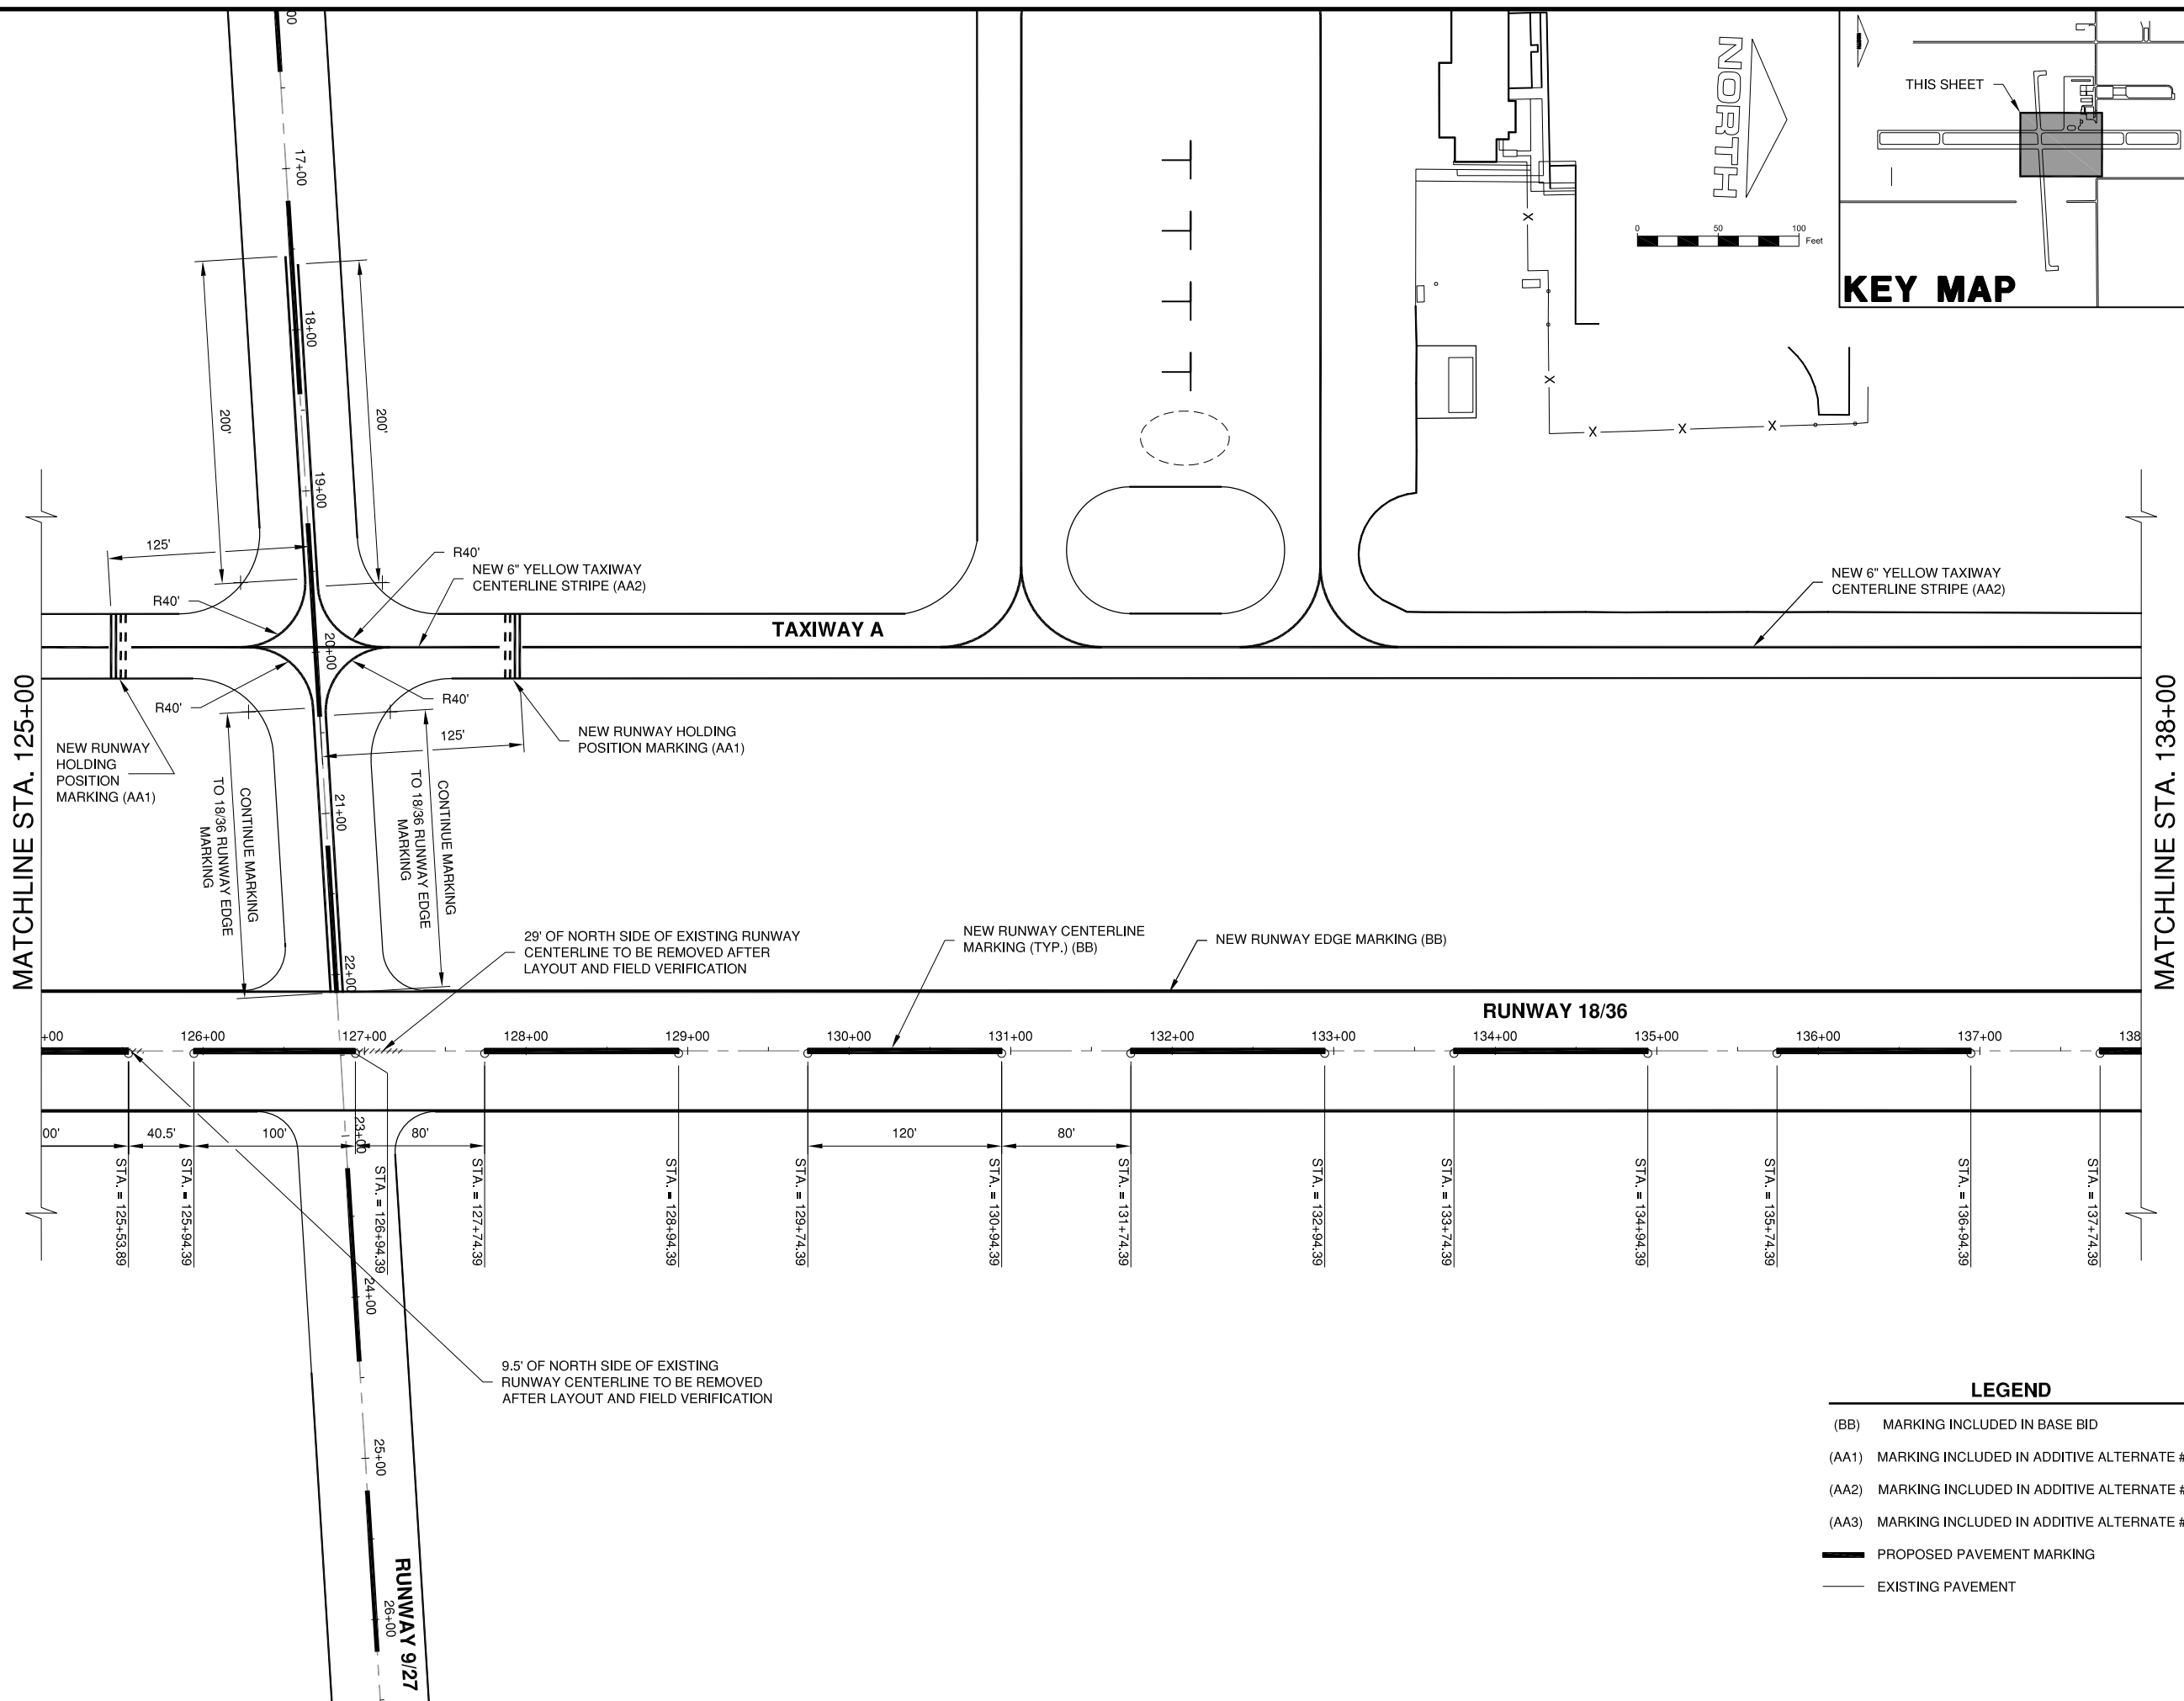 00
17+00
18+00
19+00
20+00
21+00
22+00
23+00
24+00
25+00
26+00
200'
200'
125'
R40'
R40'
NEW 6" YELLOW TAXIWAY
CENTERLINE STRIPE (AA2)
R40'
R40'
125'
TAXIWAY A
NEW 6" YELLOW TAXIWAY
CENTERLINE STRIPE (AA2)
NORTH
0
50
100
Feet
THIS SHEET
KEY MAP
X
X
X
X
X
MATCHLINE STA. 125+00
MATCHLINE STA. 138+00
NEW RUNWAY
HOLDING
POSITION
MARKING (AA1)
NEW RUNWAY HOLDING
POSITION MARKING (AA1)
CONTINUE MARKING
TO 18/36 RUNWAY EDGE
MARKING
CONTINUE MARKING
TO 18/36 RUNWAY EDGE
MARKING
29' OF NORTH SIDE OF EXISTING RUNWAY
CENTERLINE TO BE REMOVED AFTER
LAYOUT AND FIELD VERIFICATION
NEW RUNWAY CENTERLINE
MARKING (TYP.) (BB)
NEW RUNWAY EDGE MARKING (BB)
RUNWAY 18/36
+00
126+00
127+00
128+00
129+00
130+00
131+00
132+00
133+00
134+00
135+00
136+00
137+00
138
00'
40.5'
100'
80'
120'
80'
STA. = 125+53.89
STA. = 125+94.39
STA. = 126+94.39
STA. = 127+74.39
STA. = 128+94.39
STA. = 129+74.39
STA. = 130+94.39
STA. = 131+74.39
STA. = 132+94.39
STA. = 133+74.39
STA. = 134+94.39
STA. = 135+74.39
STA. = 136+94.39
STA. = 137+74.39
9.5' OF NORTH SIDE OF EXISTING
RUNWAY CENTERLINE TO BE REMOVED
AFTER LAYOUT AND FIELD VERIFICATION
RUNWAY 9/27
LEGEND
(BB) MARKING INCLUDED IN BASE BID
(AA1) MARKING INCLUDED IN ADDITIVE ALTERNATE #
(AA2) MARKING INCLUDED IN ADDITIVE ALTERNATE #
(AA3) MARKING INCLUDED IN ADDITIVE ALTERNATE #
PROPOSED PAVEMENT MARKING
EXISTING PAVEMENT